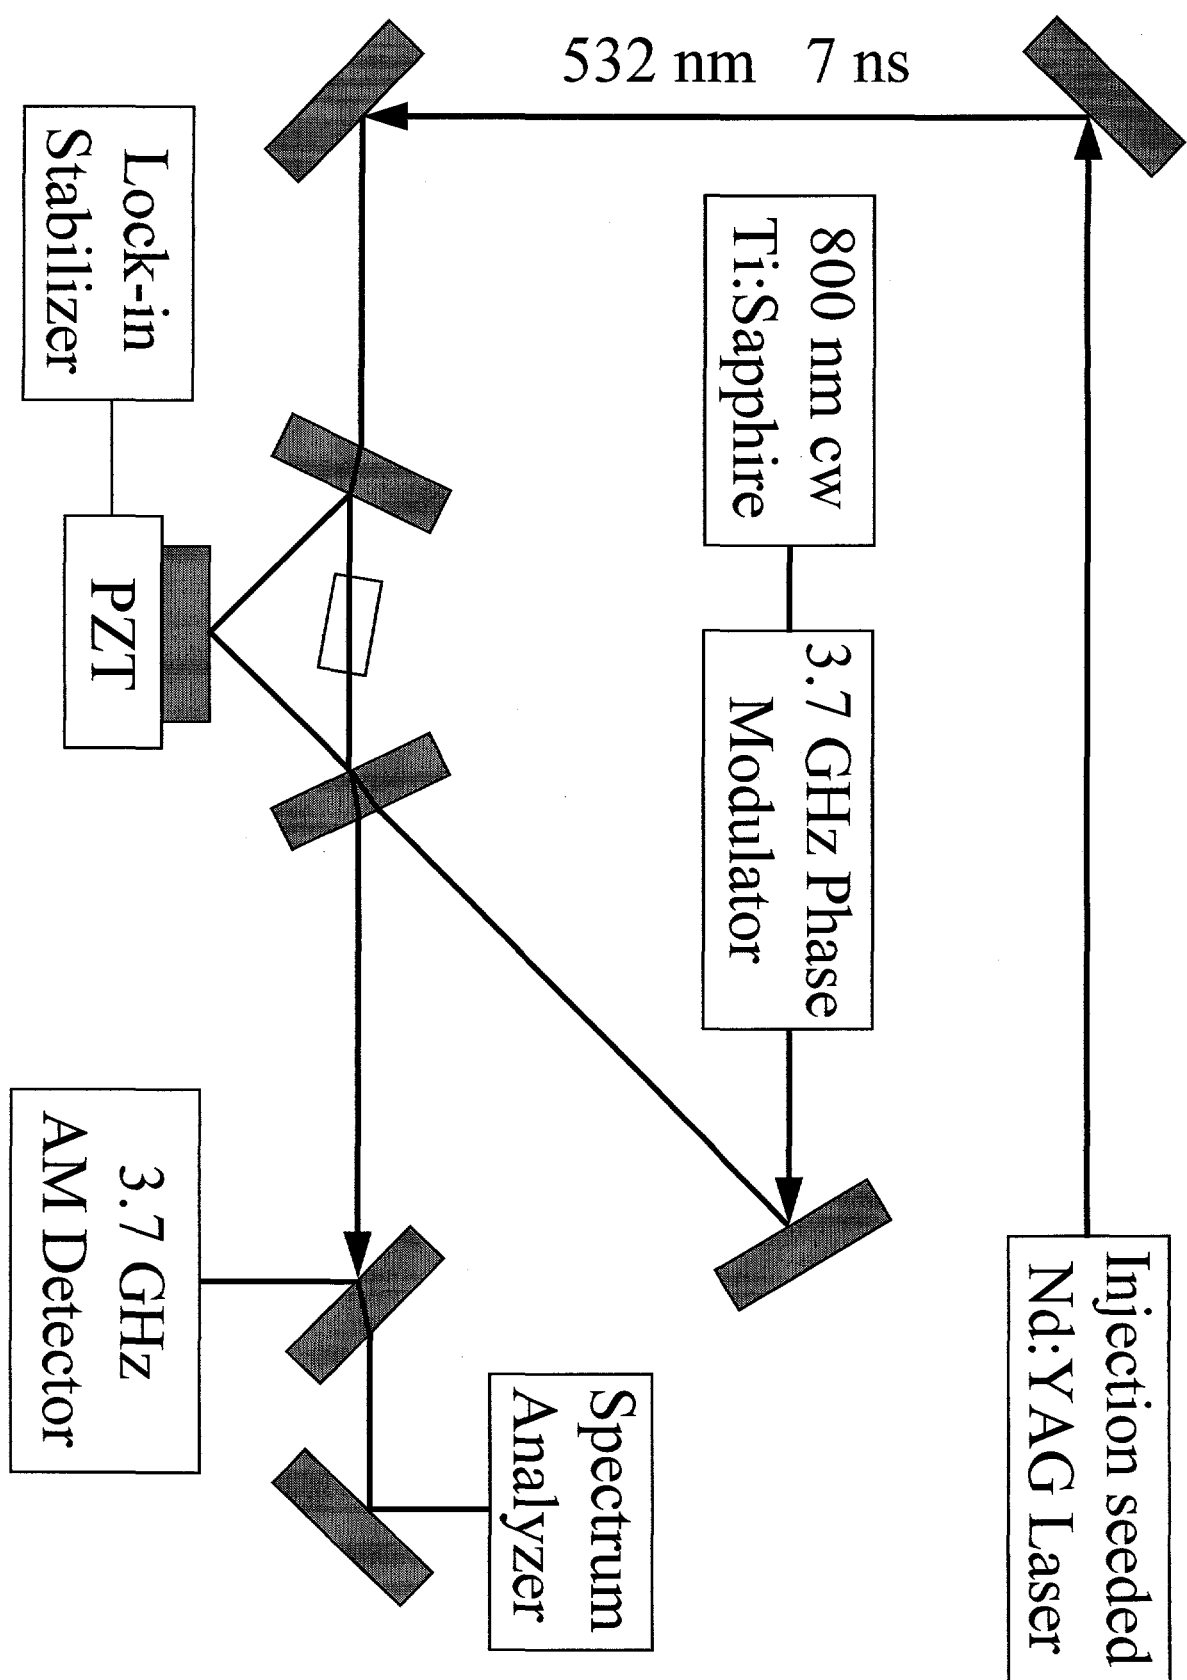 532 nm 7 ns
Injection seeded
Nd:YAG Laser
800 nm cw
Ti:Sapphire
3.7 GHz Phase
Modulator
Lock-in
Stabilizer
PZT
3.7 GHz
AM Detector
Spectrum
Analyzer